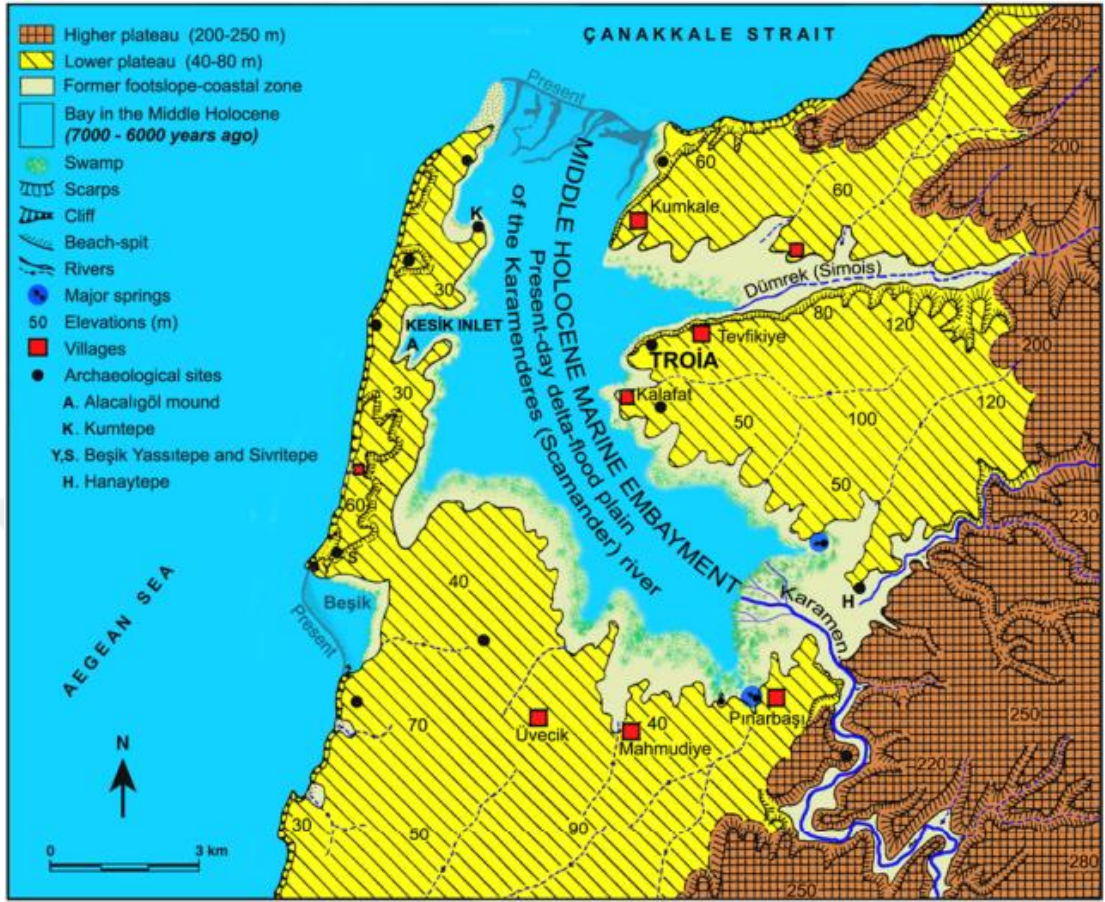 ÇANAKKALE STRAIT
Higher plateau (200-250 m)
Lower plateau (40-80 m)
Former footslope-coastal zone
Bay in the Middle Holocene
(7000 - 6000 years ago)
Swamp
Scarps
Cliff
Beach-spit
Rivers
Major springs
50 Elevations (m)
Villages
Archaeological sites
A. Alacalıgöl mound
K. Kumtepe
Y,S. Beşik Yassıtepe and Sivritepe
H. Hanaytepe
Present
250
200
60
60
MIDDLE HOLOCENE MARINE EMBAYMENT
Present-day delta-flood plain
of the Karamenderes (Scamander) river
Kumkale
K
Dümrek (Simois)
30
80
120
KESİK INLET
A
Tevfikiye
200
TROİA
Kalafat
30
50
100
120
50
60
230
Y
S
40
Karamen.
H
Beşik
Present
AEGEAN SEA
70
Üvecik
40
Mahmudiye
Pınarbaşı
250
220
N
30
50
90
0
3 km
250
280